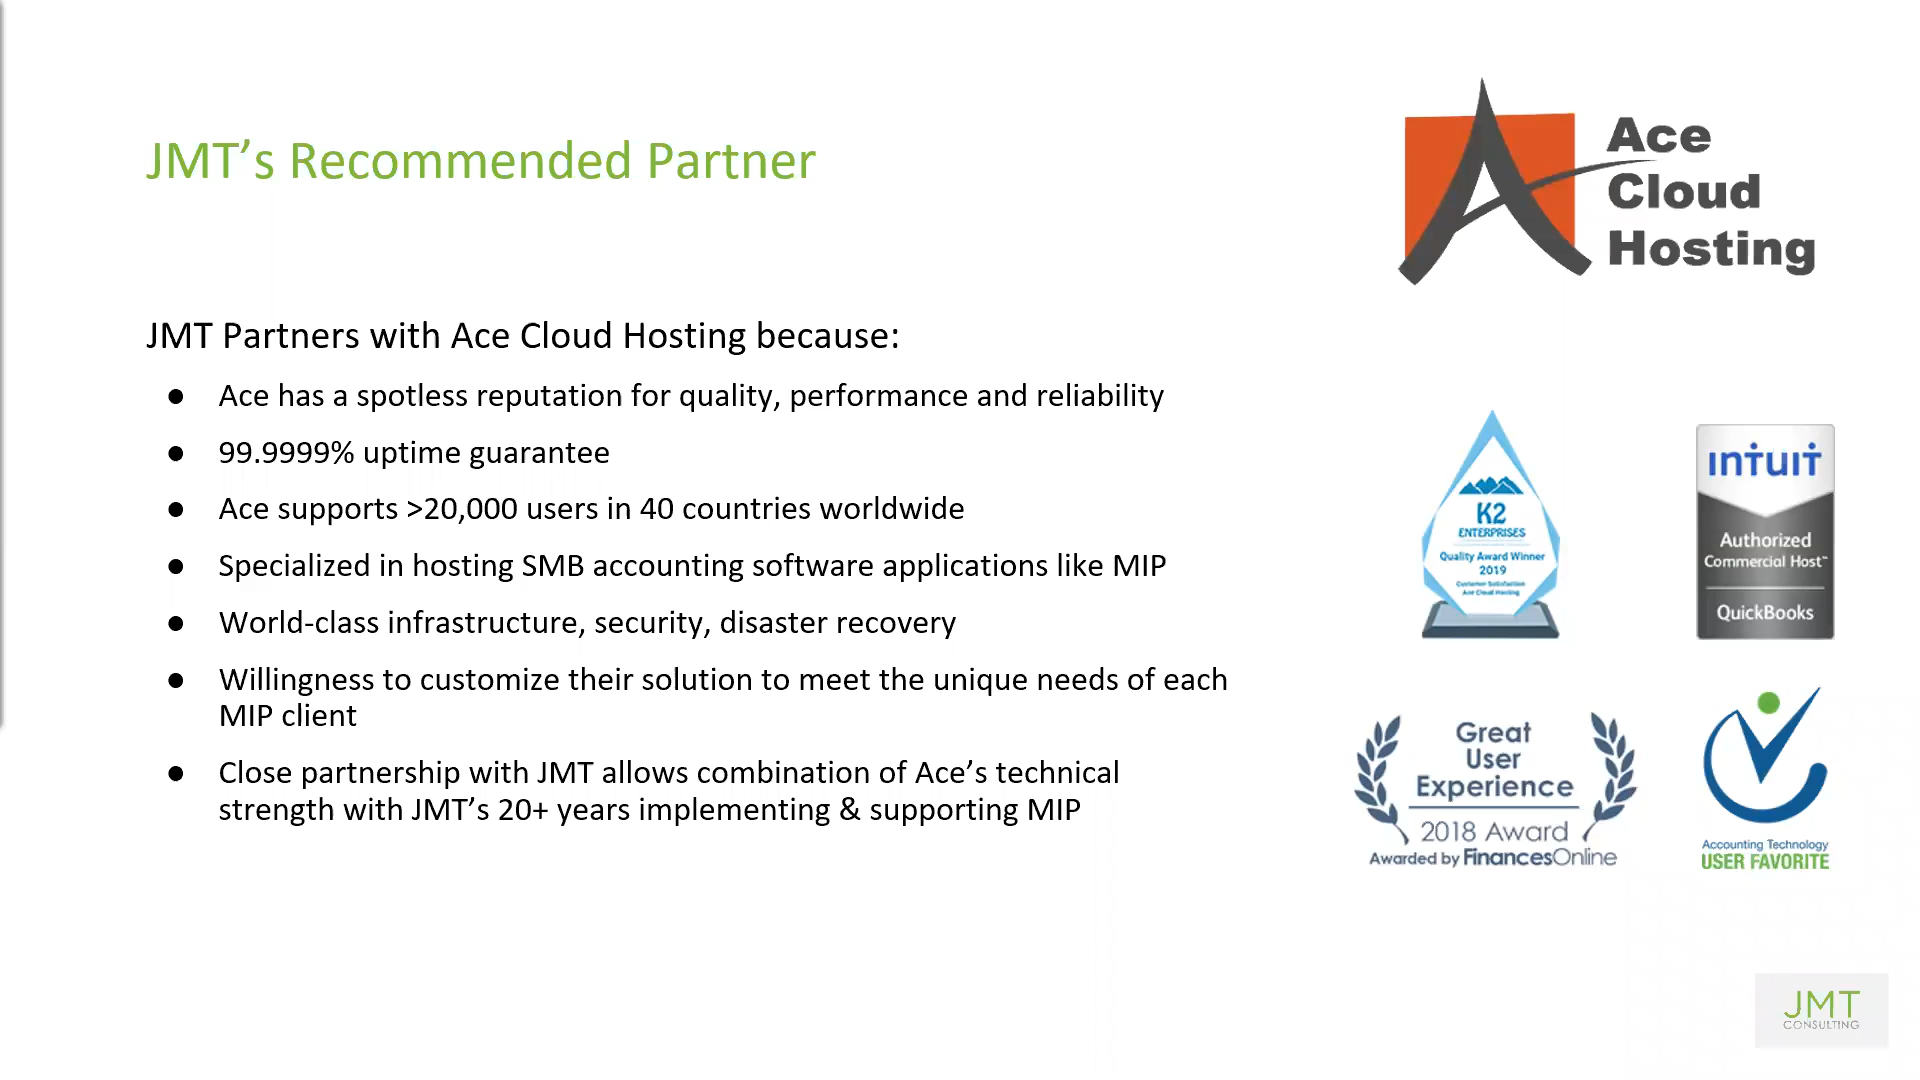 JMT’s Recommended Partner
Ace
Cloud
Hosting
JMT Partners with Ace Cloud Hosting because:
● Ace has a spotless reputation for quality, performance and reliability
● 99.9999% uptime guarantee
● Ace supports >20,000 users in 40 countries worldwide
● Specialized in hosting SMB accounting software applications like MIP
● World-class infrastructure, security, disaster recovery
● Willingness to customize their solution to meet the unique needs of each
MIP client
● Close partnership with JMT allows combination of Ace’s technical
strength with JMT’s 20+ years implementing & supporting MIP
K2
ENTERPRISES
Quality Award Winner
2019
Customer Satisfaction
Ace Cloud Hosting
intuit
Authorized
Commercial Host™
QuickBooks
Great
User
Experience
2018 Award
Awarded by FinancesOnline
Accounting Technology
USER FAVORITE
JMT
CONSULTING